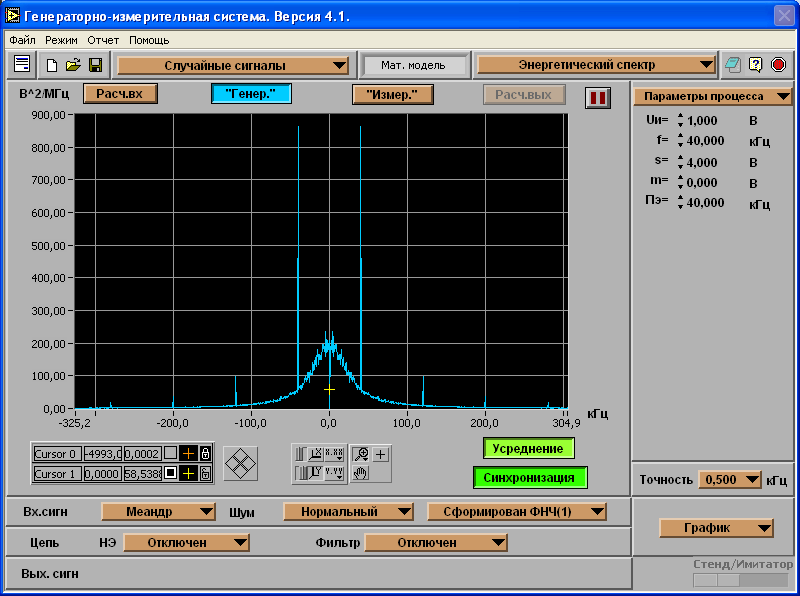 Генераторно-измерительная система. Версия 4.1.
Файл Режим Отчет Помощь
Случайные сигналы Мат. модель Энергетический спектр
В^2/МГц Расч.вх "Генер." "Измер." Расч.вых Параметры процесса
900,00
800,00
700,00
600,00
500,00
400,00
300,00
200,00
100,00
0,00
-325,2 -200,0 -100,0 0,0 100,0 200,0 304,9 кГц
Uи= 1,000 В
f= 40,000 кГц
s= 4,000 В
m= 0,000 В
Пэ= 40,000 кГц
Cursor 0 -4993,0 0,0002
Cursor 1 0,0000 58,538
Усреднение
Синхронизация
Точность 0,500 кГц
Вх.сигн Меандр Шум Нормальный Сформирован ФНЧ(1)
График
Цепь НЭ Отключен Фильтр Отключен
Стенд/Имитатор
Вых. сигн